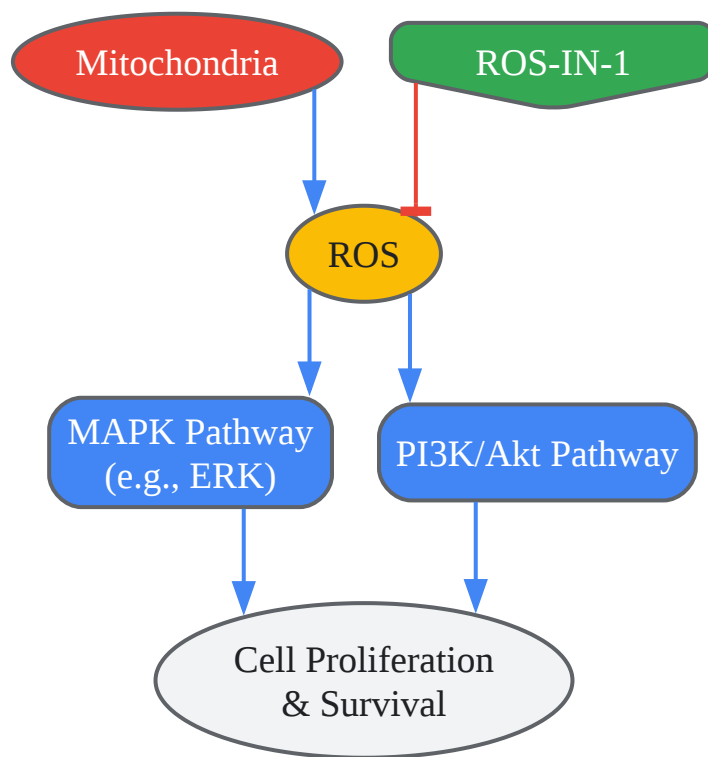 Mitochondria
ROS-IN-1
ROS
MAPK Pathway
(e.g., ERK)
PI3K/Akt Pathway
Cell Proliferation
& Survival